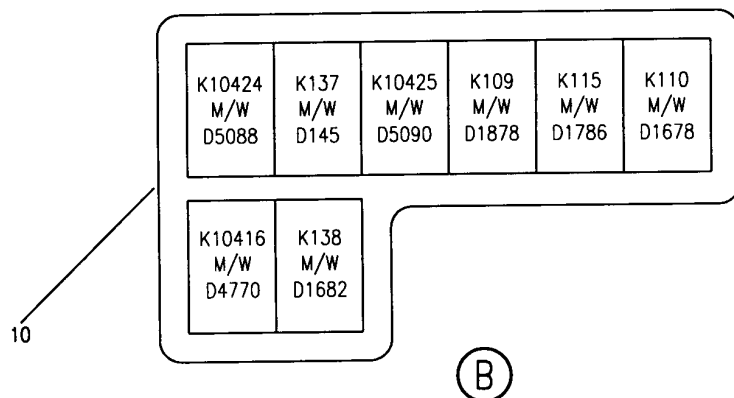 K10424 K137 K10425 K109 K115 K110
M/W M/W M/W M/W M/W M/W
D5088 D145 D5090 D1878 D1786 D1678
K10416 K138
M/W M/W
D4770 D1682
10
B